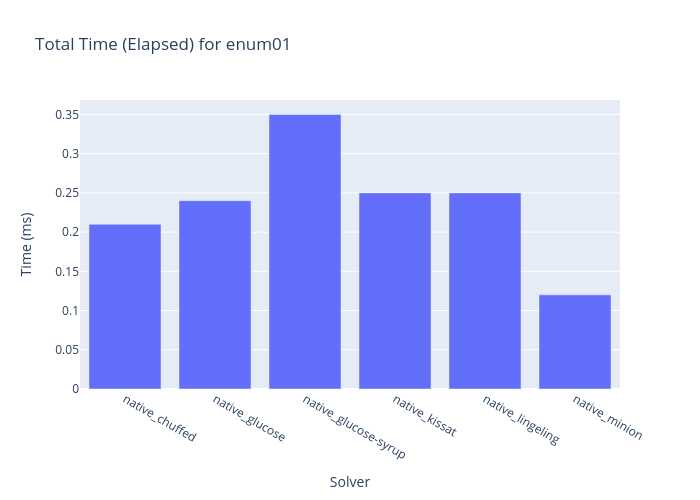 Total Time (Elapsed) for enum01
Time (ms)
0.35
0.3
0.25
0.2
0.15
0.1
0.05
0
native_chuffed
native_glucose
native_glucose-syrup
native_kissat
native_lingeling
native_minion
Solver